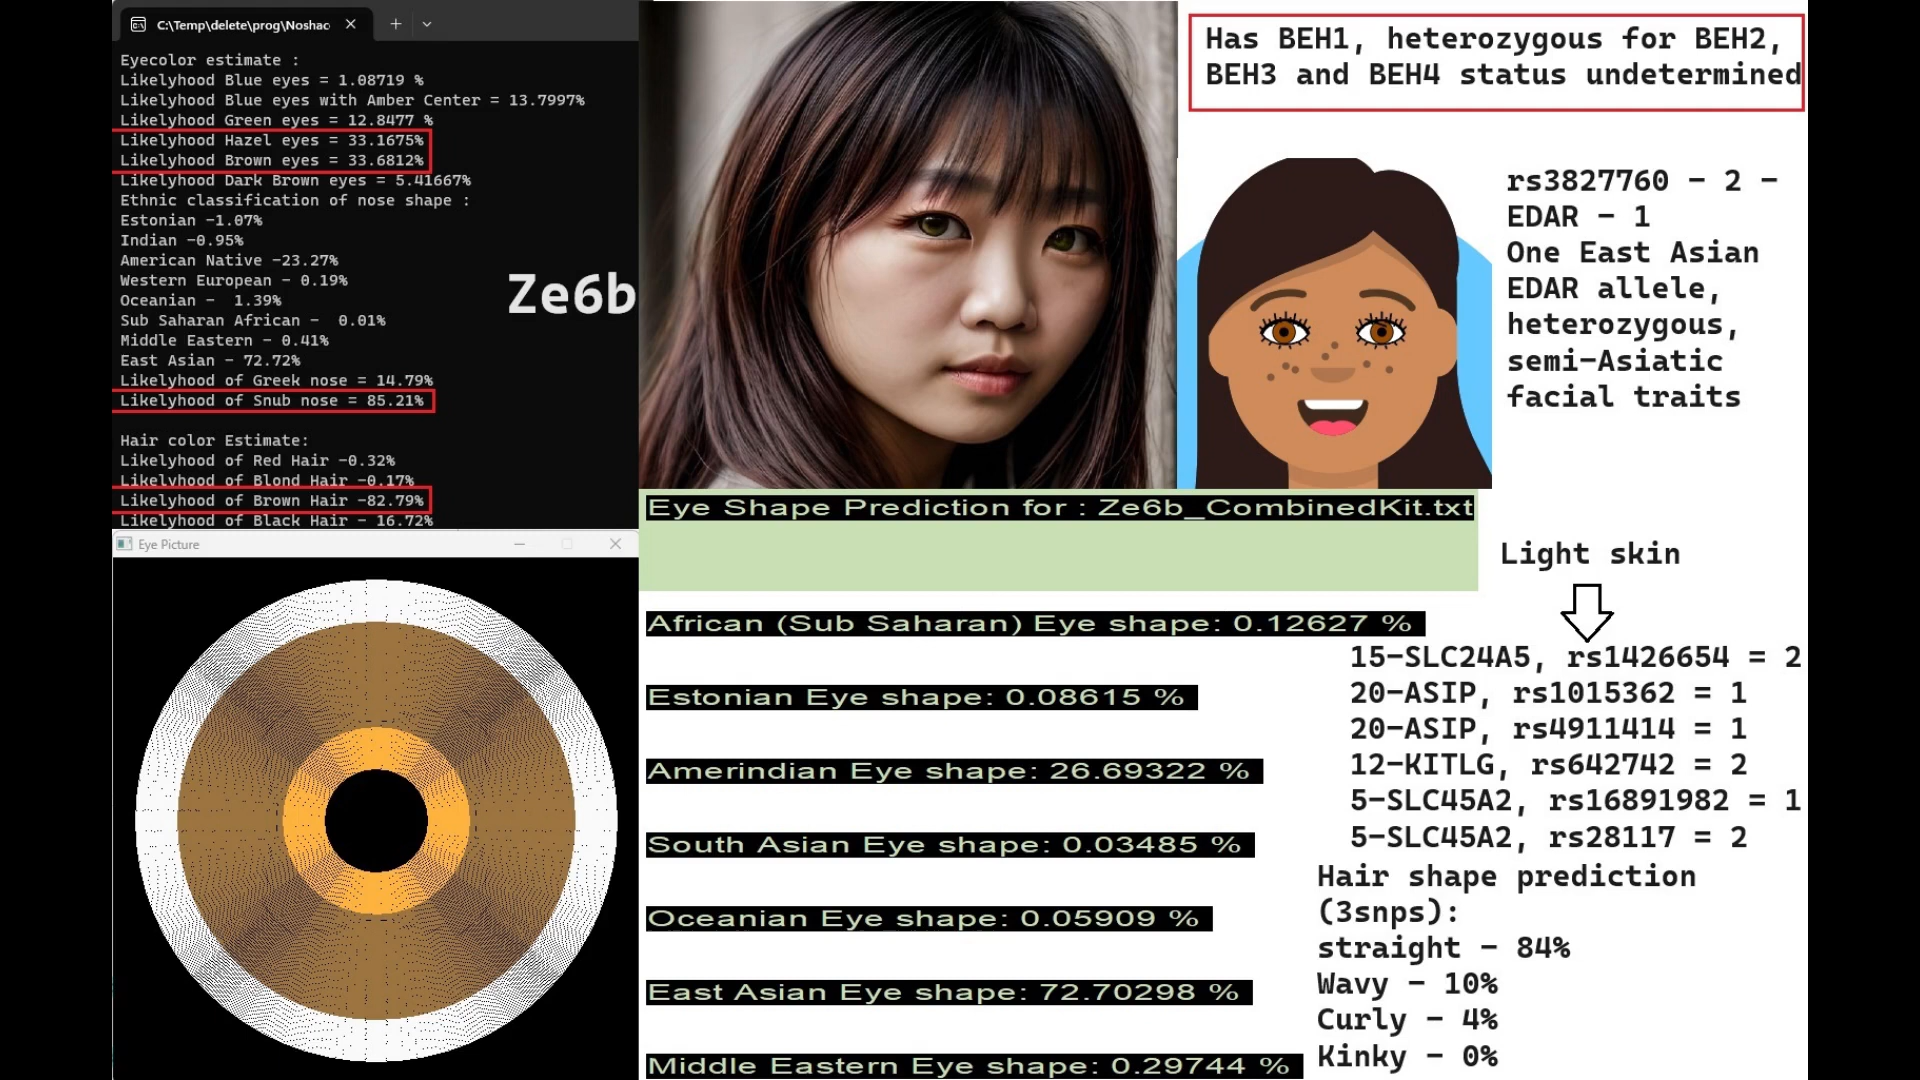 C:\Temp\delete\prog\Noshac
Eyecolor estimate :
Likelyhood Blue eyes = 1.08719 %
Likelyhood Blue eyes with Amber Center = 13.7997%
Likelyhood Green eyes = 12.8477 %
Likelyhood Hazel eyes = 33.1675%
Likelyhood Brown eyes = 33.6812%
Likelyhood Dark Brown eyes = 5.41667%
Ethnic classification of nose shape :
Estonian -1.07%
Indian -0.95%
American Native -23.27%
Western European - 0.19%
Oceanian -  1.39%
Sub Saharan African -  0.01%
Middle Eastern - 0.41%
East Asian - 72.72%
Likelyhood of Greek nose = 14.79%
Likelyhood of Snub nose = 85.21%
Hair color Estimate:
Likelyhood of Red Hair -0.32%
Likelyhood of Blond Hair -0.17%
Likelyhood of Brown Hair -82.79%
Likelyhood of Black Hair - 16.72%
Ze6b
Eye Picture
Has BEH1, heterozygous for BEH2,
BEH3 and BEH4 status undetermined
rs3827760 - 2 -
EDAR - 1
One East Asian
EDAR allele,
heterozygous,
semi-Asiatic
facial traits
Eye Shape Prediction for : Ze6b_CombinedKit.txt
African (Sub Saharan) Eye shape: 0.12627 %
Estonian Eye shape: 0.08615 %
Amerindian Eye shape: 26.69322 %
South Asian Eye shape: 0.03485 %
Oceanian Eye shape: 0.05909 %
East Asian Eye shape: 72.70298 %
Middle Eastern Eye shape: 0.29744 %
Light skin
15-SLC24A5, rs1426654 = 2
20-ASIP, rs1015362 = 1
20-ASIP, rs4911414 = 1
12-KITLG, rs642742 = 2
5-SLC45A2, rs16891982 = 1
5-SLC45A2, rs28117 = 2
Hair shape prediction
(3snps):
straight - 84%
Wavy - 10%
Curly - 4%
Kinky - 0%